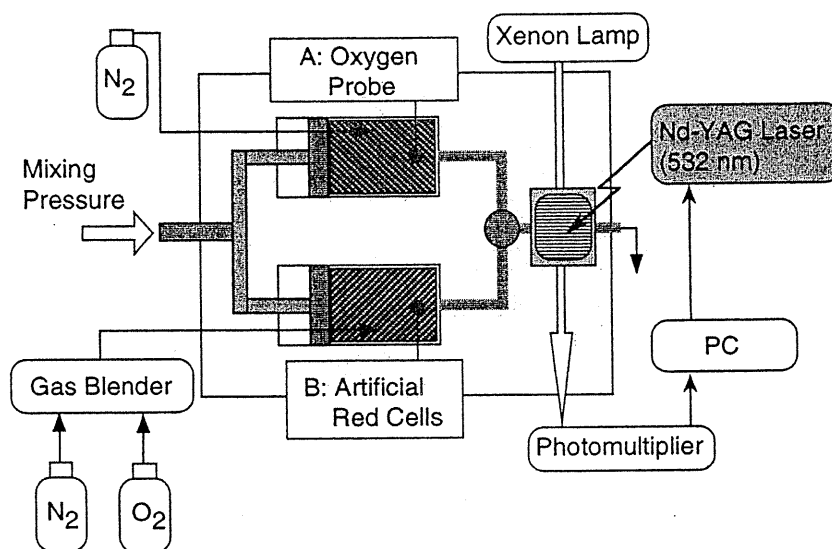 Xenon Lamp
A: Oxygen
Probe
N2
Nd-YAG Laser
(532 nm)
Mixing
Pressure
PC
Gas Blender
B: Artificial
Red Cells
Photomultiplier
N2
O2